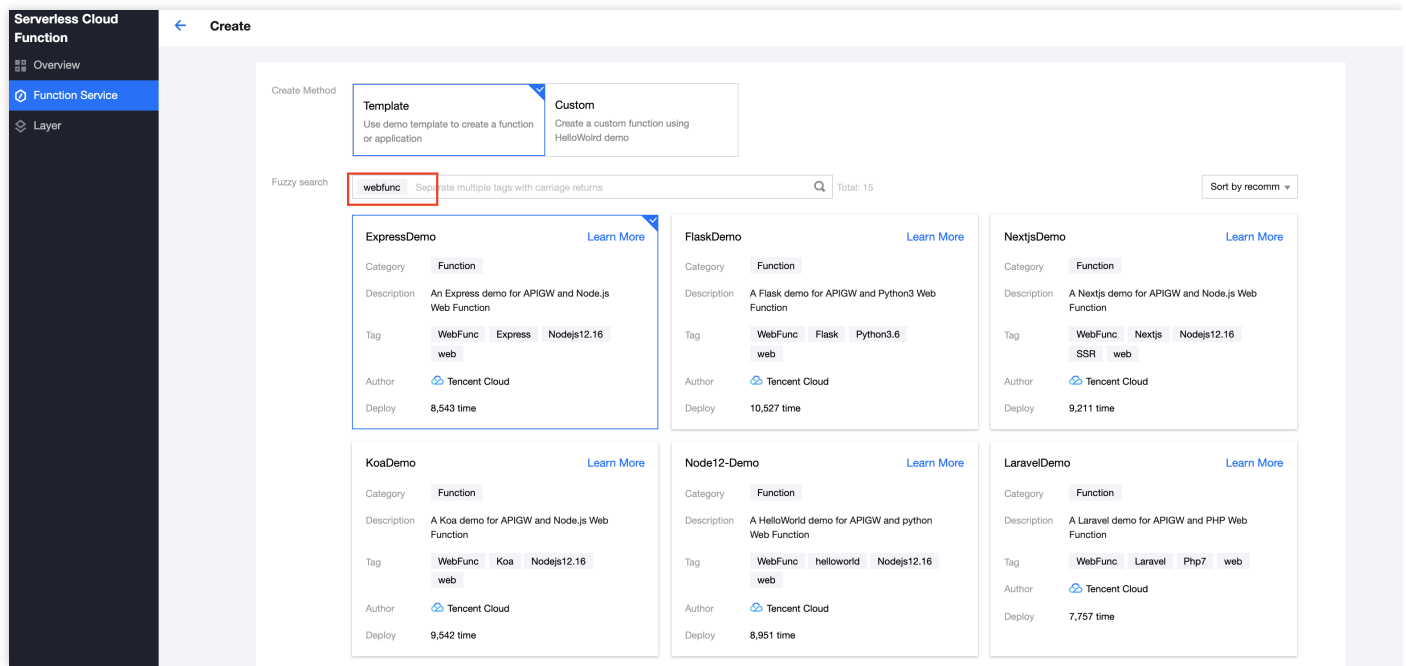 Serverless Cloud
Function
Overview
Function Service
Layer
Create
Create Method
Template
Use demo template to create a function
or application
Custom
Create a custom function using
HelloWolrd demo
Fuzzy search
webfunc Separate multiple tags with carriage returns
Total: 15
Sort by recomm
ExpressDemo Learn More
Category Function
Description An Express demo for APIGW and Node.js
Web Function
Tag WebFunc Express Nodejs12.16
web
Author Tencent Cloud
Deploy 8,543 time
FlaskDemo Learn More
Category Function
Description A Flask demo for APIGW and Python3 Web
Function
Tag WebFunc Flask Python3.6
web
Author Tencent Cloud
Deploy 10,527 time
NextjsDemo Learn More
Category Function
Description A Nextjs demo for APIGW and Node.js Web
Function
Tag WebFunc Nextjs Nodejs12.16
SSR web
Author Tencent Cloud
Deploy 9,211 time
KoaDemo Learn More
Category Function
Description A Koa demo for APIGW and Node.js Web
Function
Tag WebFunc Koa Nodejs12.16
web
Author Tencent Cloud
Deploy 9,542 time
Node12-Demo Learn More
Category Function
Description A HelloWorld demo for APIGW and python
Web Function
Tag WebFunc helloworld Nodejs12.16
web
Author Tencent Cloud
Deploy 8,951 time
LaravelDemo Learn More
Category Function
Description A Laravel demo for APIGW and PHP Web
Function
Tag WebFunc Laravel Php7 web
Author Tencent Cloud
Deploy 7,757 time